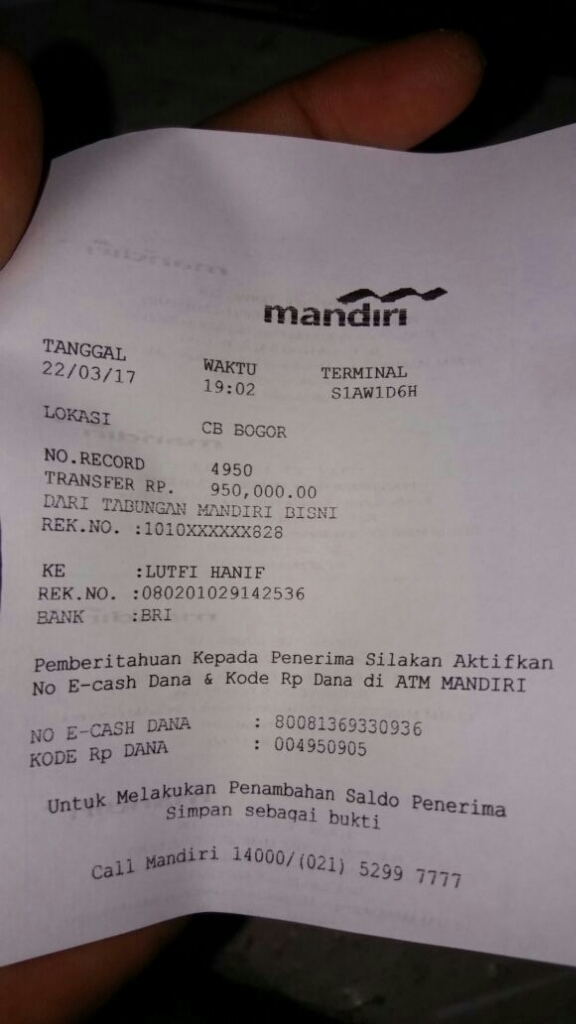 mandiri
TANGGAL WAKTU TERMINAL
22/03/17 19:02 S1AW1D6H
LOKASI CB BOGOR
NO.RECORD 4950
TRANSFER RP. 950,000.00
DARI TABUNGAN MANDIRI BISNI
REK.NO. :1010XXXXXX828
KE :LUTFI HANIF
REK.NO. :080201029142536
BANK :BRI
Pemberitahuan Kepada Penerima Silakan Aktifkan
No E-cash Dana & Kode Rp Dana di ATM MANDIRI
NO E-CASH DANA : 80081369330936
KODE Rp DANA : 004950905
Untuk Melakukan Penambahan Saldo Penerima
Simpan sebagai bukti
Call Mandiri 14000/(021) 5299 7777